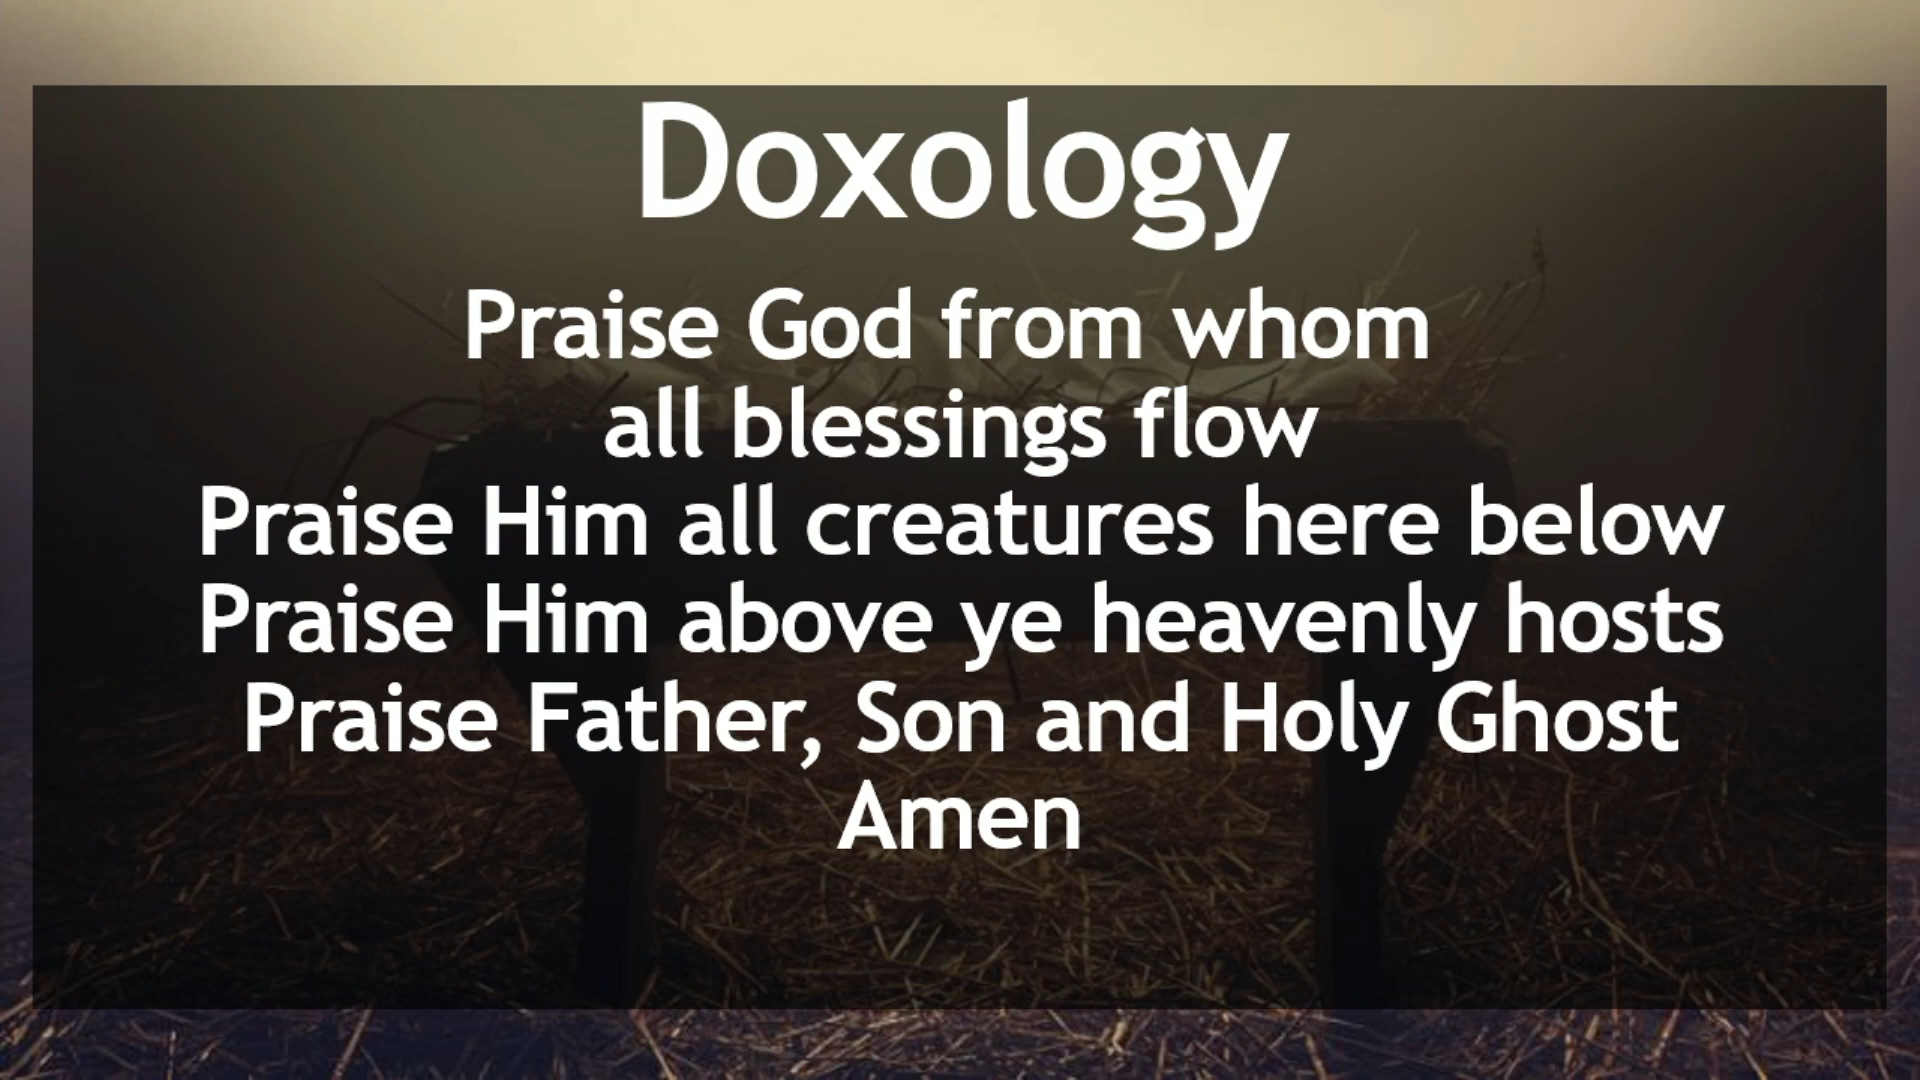 Doxology
Praise God from whom
all blessings flow
Praise Him all creatures here below
Praise Him above ye heavenly hosts
Praise Father, Son and Holy Ghost
Amen